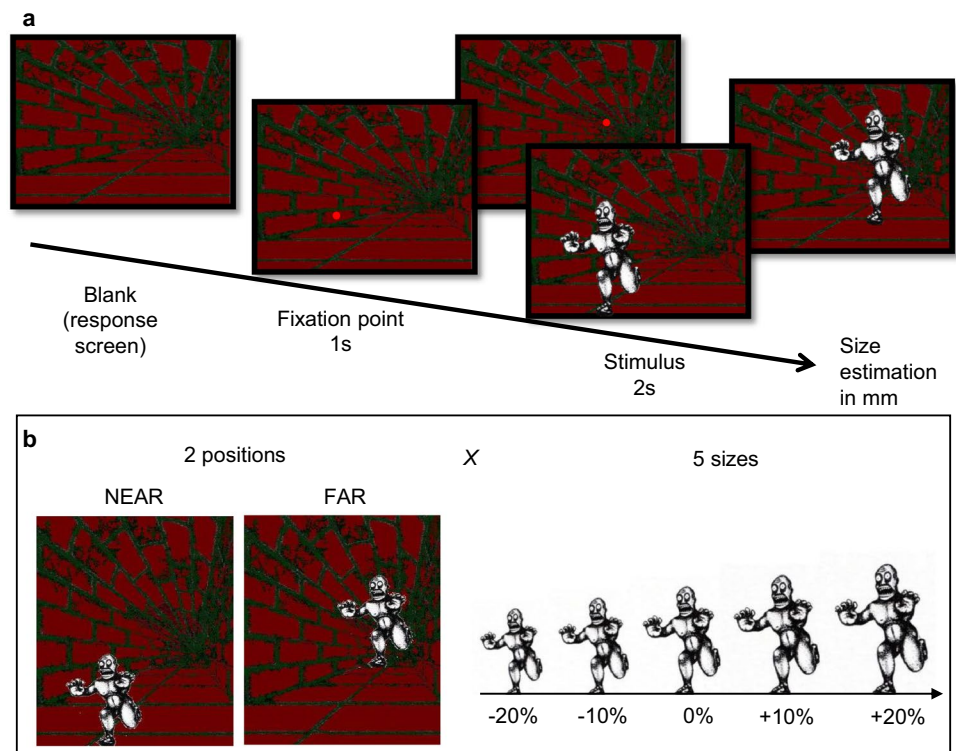 a
Blank
(response
screen)
Fixation point
1s
Stimulus
2s
Size
estimation
in mm
b
2 positions
X
5 sizes
NEAR
FAR
-20%
-10%
0%
+10%
+20%